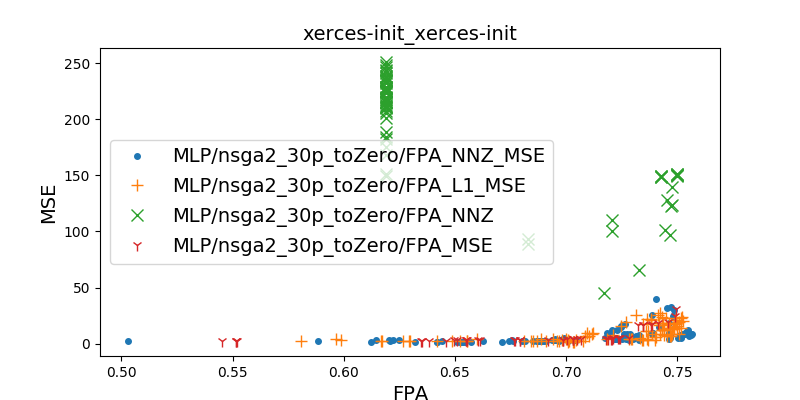 xerces-init_xerces-init
250
200
150
100
50
0
MSE
MLP/nsga2_30p_toZero/FPA_NNZ_MSE
MLP/nsga2_30p_toZero/FPA_L1_MSE
MLP/nsga2_30p_toZero/FPA_NNZ
MLP/nsga2_30p_toZero/FPA_MSE
0.50 0.55 0.60 0.65 0.70 0.75
FPA